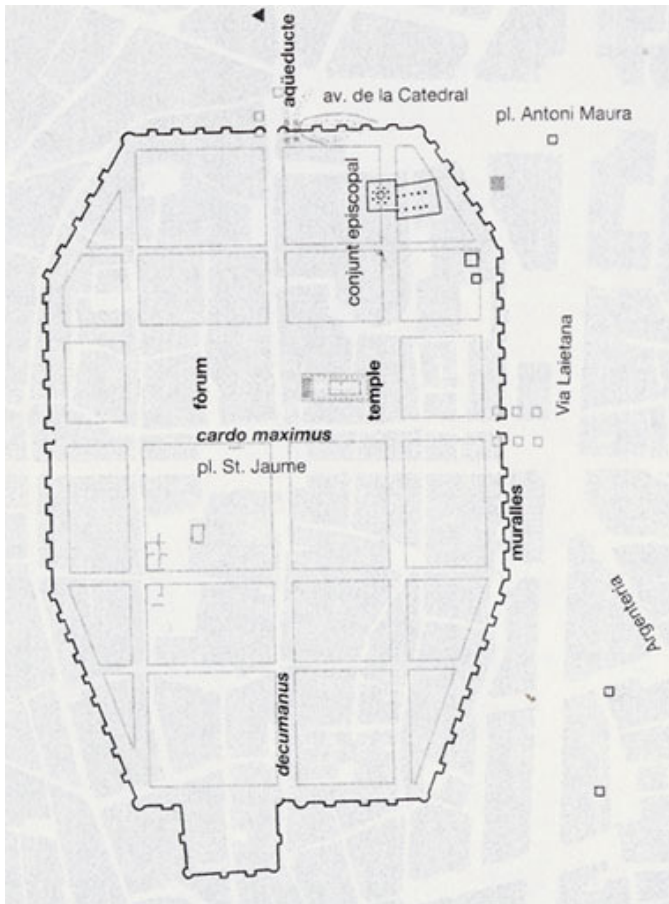 aqüeducte
av. de la Catedral
pl. Antoni Maura
conjunt episcopal
fòrum
temple
Via Laietana
cardo maximus
pl. St. Jaume
muralles
Argenteria
decumanus